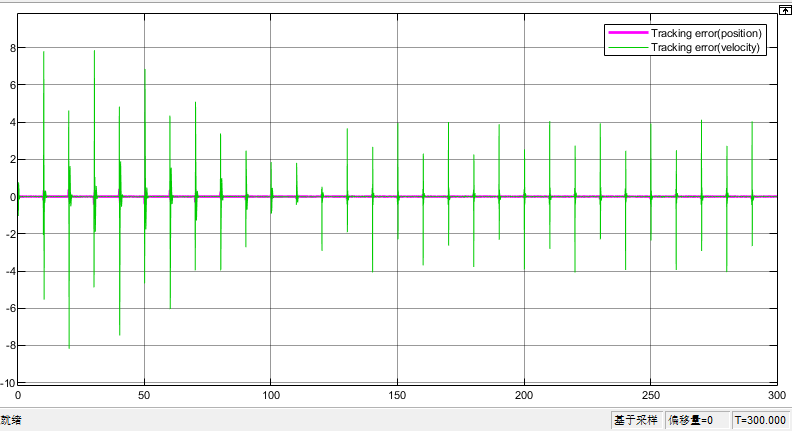 Tracking error(position)
Tracking error(velocity)
8
6
4
2
0
-2
-4
-6
-8
-10
0 50 100 150 200 250 300
就绪 基于采样 偏移量=0 T=300.000